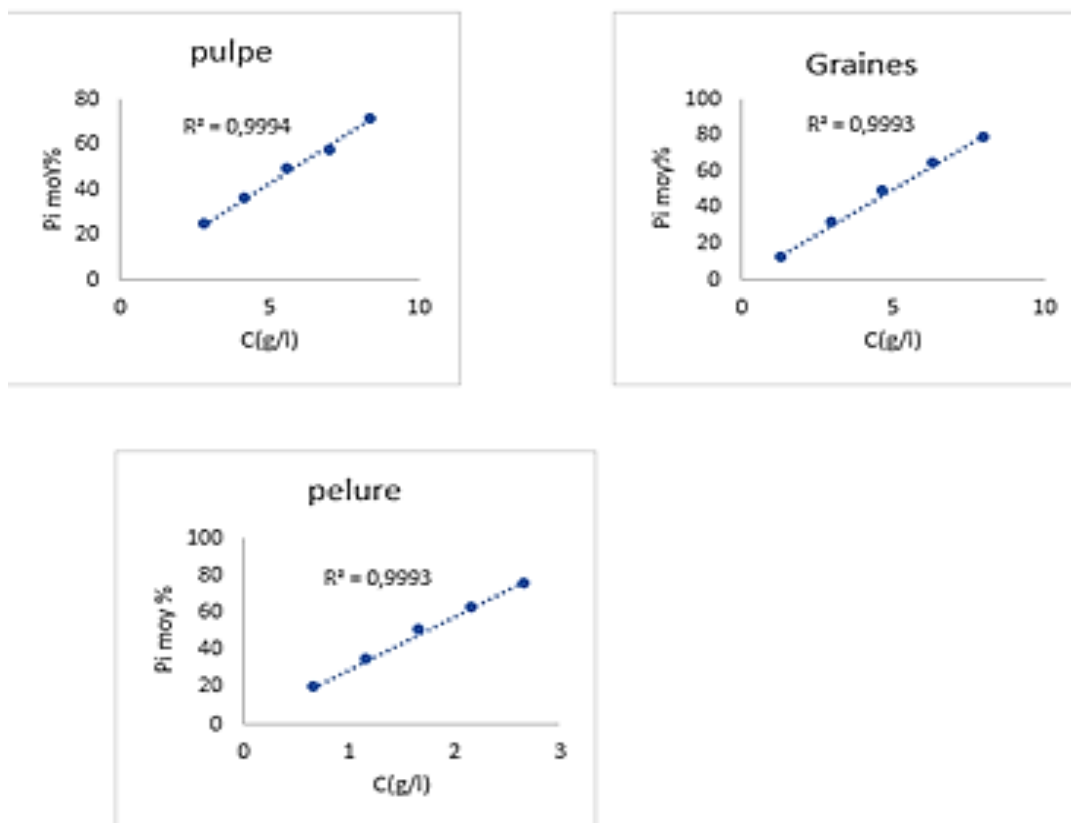 pulpe
R² = 0,9994
Pi moY%
80
60
40
20
0
0 5 10
C(g/l)
Graines
R² = 0,9993
Pi moy%
100
80
60
40
20
0
0 5 10
C(g/l)
pelure
R² = 0,9993
Pi moy %
100
80
60
40
20
0
0 1 2 3
C(g/l)